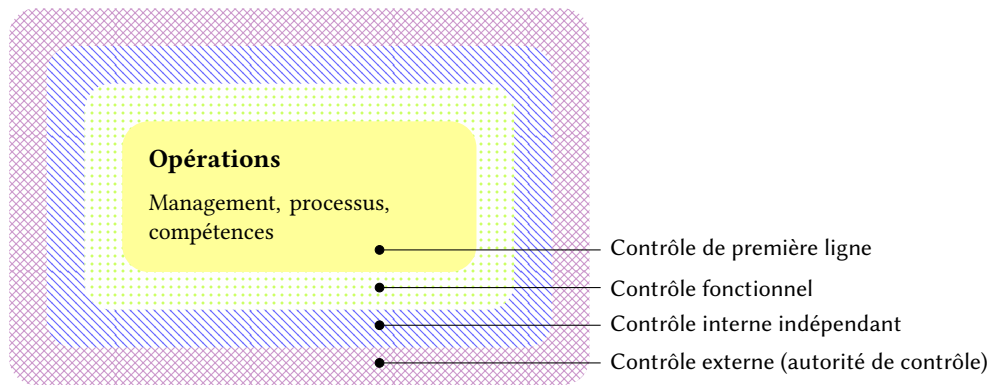 Opérations
Management, processus,
compétences
Contrôle de première ligne
Contrôle fonctionnel
Contrôle interne indépendant
Contrôle externe (autorité de contrôle)